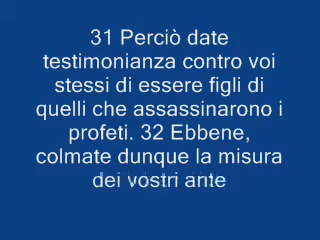 31 Perciò date
testimonianza contro voi
stessi di essere figli di
quelli che assassinarono i
profeti. 32 Ebbene,
colmate dunque la misura
dei vostri ante